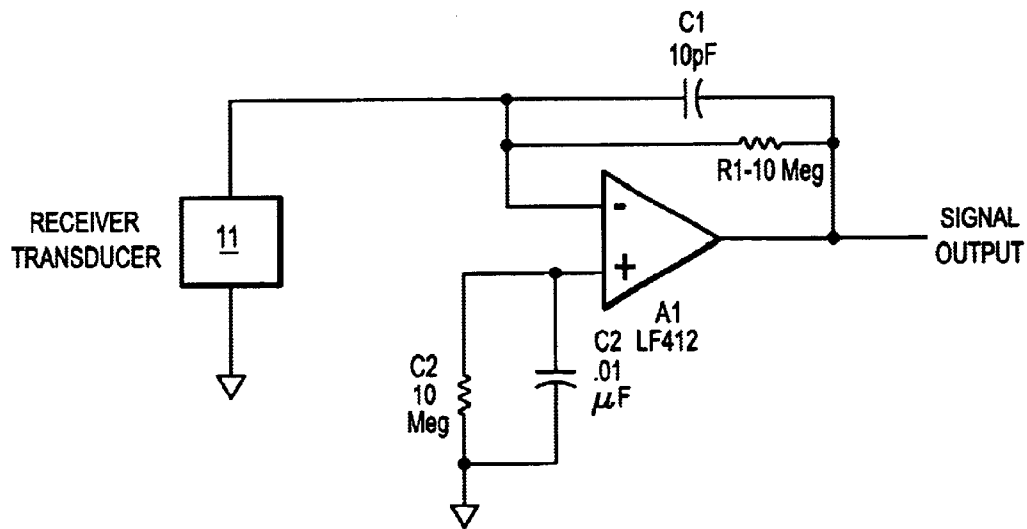 C1
10pF
R1-10 Meg
RECEIVER
TRANSDUCER
11
-
+
SIGNAL
OUTPUT
A1
LF412
C2
.01
μF
C2
10
Meg